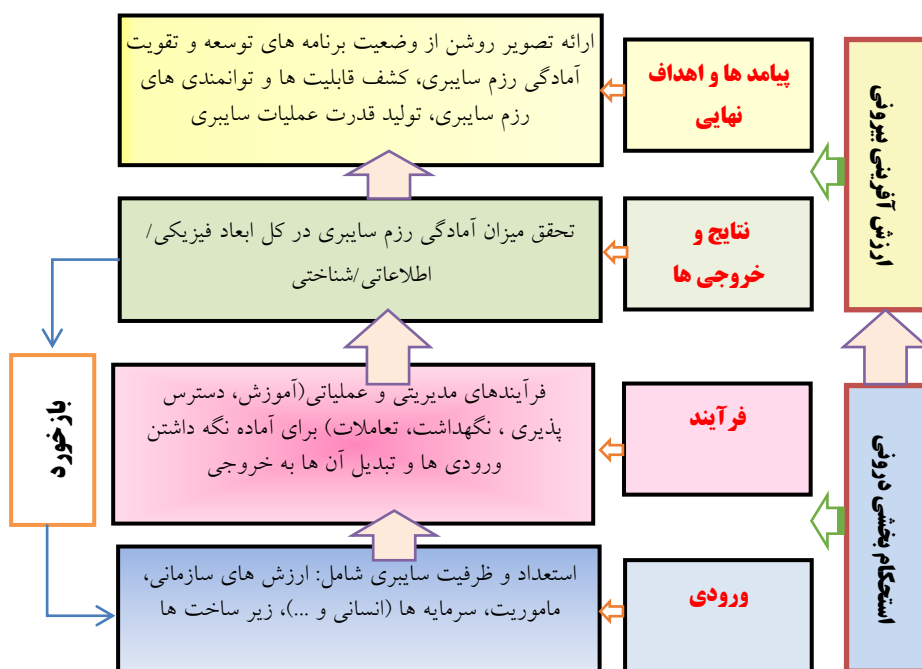 ارائه تصویر روشن از وضعیت برنامه های توسعه و تقویت
آمادگی رزم سایبری، کشف قابلیت ها و توانمندی های
رزم سایبری، تولید قدرت عملیات سایبری
پیامد ها و اهداف
نهایی
ارزش آفرینی بیرونی
تحقق میزان آمادگی رزم سایبری در کل ابعاد فیزیکی/
اطلاعاتی/شناختی
نتایج و
خروجی ها
فرآیندهای مدیریتی و عملیاتی(آموزش، دسترس
پذیری ، نگهداشت، تعاملات) برای آماده نگه داشتن
ورودی ها و تبدیل آن ها به خروجی
فرآیند
استحکام بخشی درونی
بازخورد
استعداد و ظرفیت سایبری شامل: ارزش های سازمانی،
ماموریت، سرمایه ها (انسانی و ...)، زیر ساخت ها
ورودی